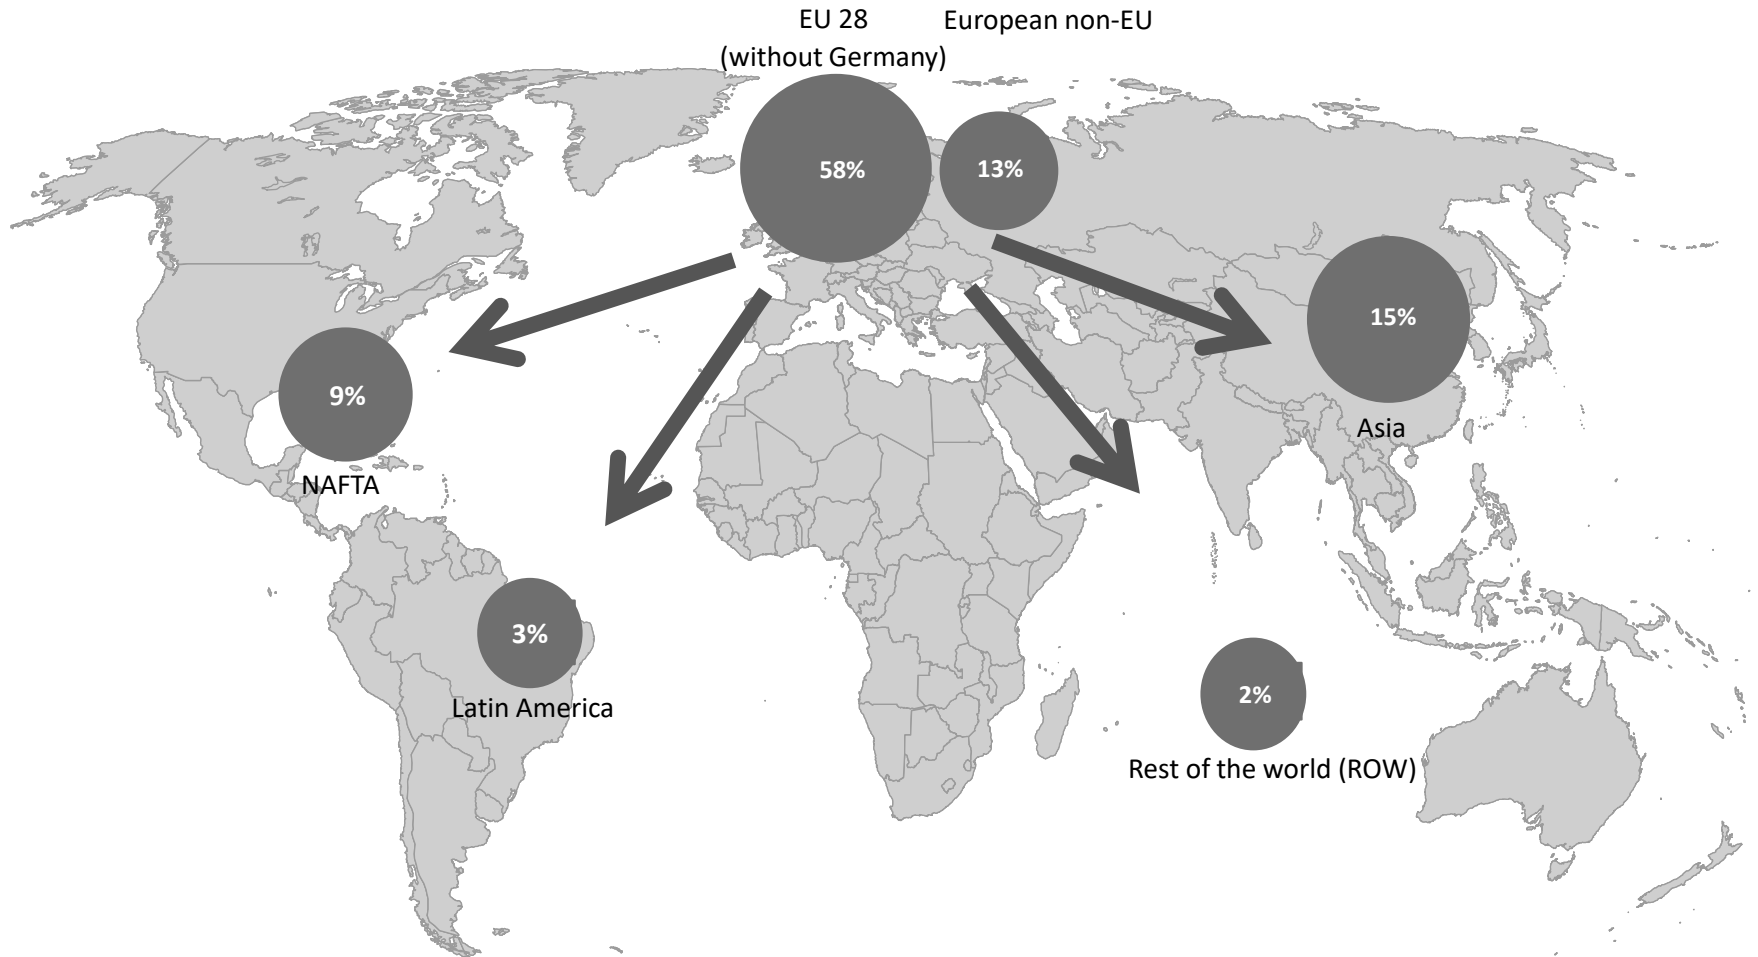 EU 28
(without Germany)
European non-EU
58%
13%
15%
Asia
9%
NAFTA
3%
Latin America
2%
Rest of the world (ROW)